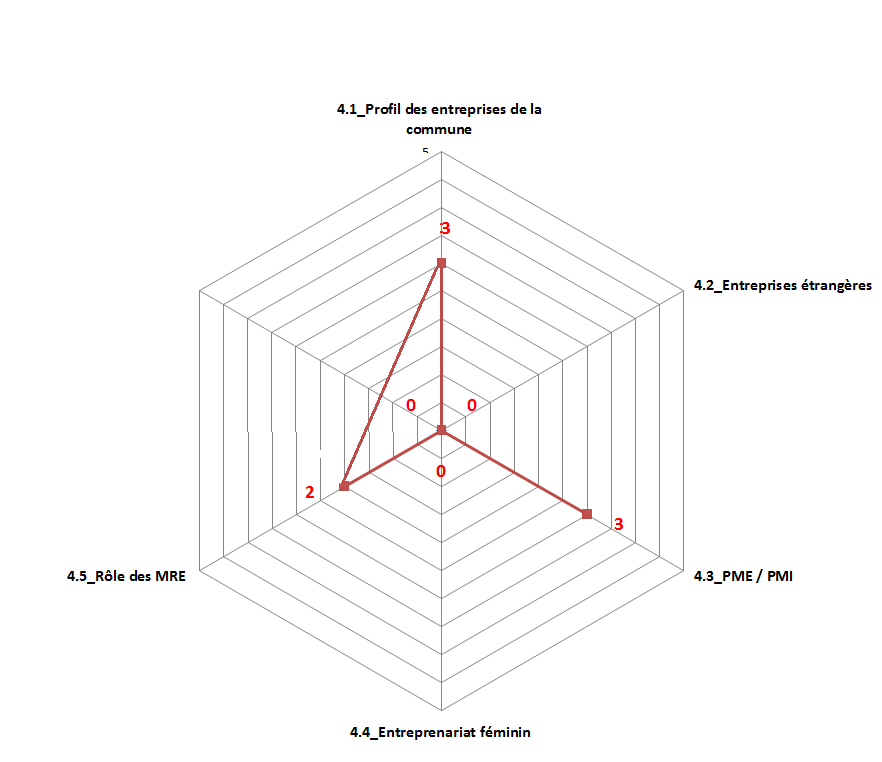 4.1_Profil des entreprises de la
commune
5
3
4.2_Entreprises étrangères
0
0
0
2
3
4.5_Rôle des MRE
4.3_PME / PMI
4.4_Entreprenariat féminin